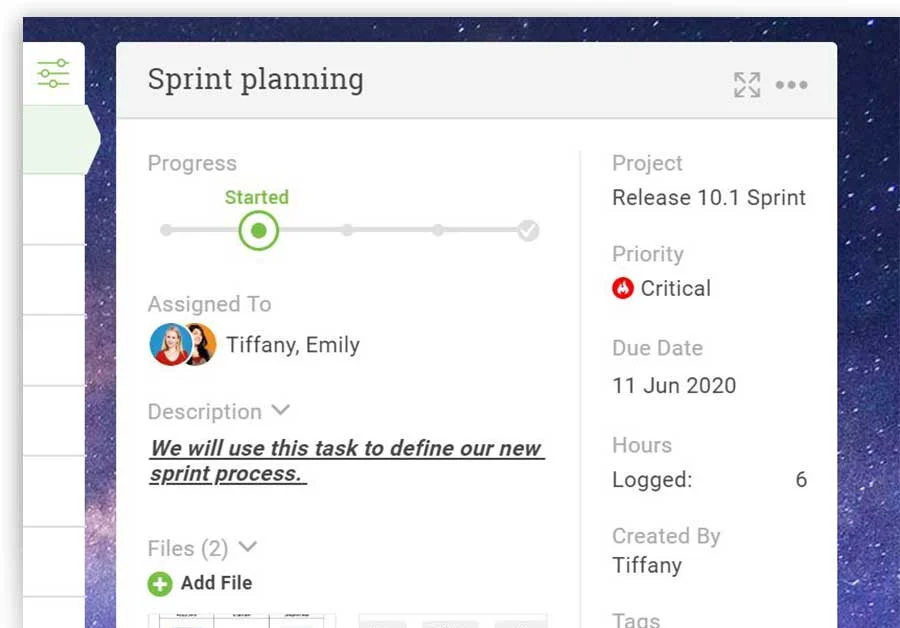 Sprint planning
Progress
Started
Assigned To
Tiffany, Emily
Description
We will use this task to define our new
sprint process.
Files (2)
Add File
Project
Release 10.1 Sprint
Priority
Critical
Due Date
11 Jun 2020
Hours
Logged: 6
Created By
Tiffany
Tags